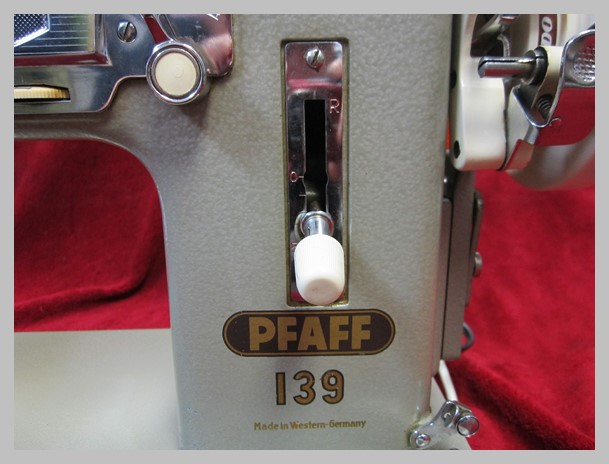 R
0
PFAFF
139
Made in Western-Germany